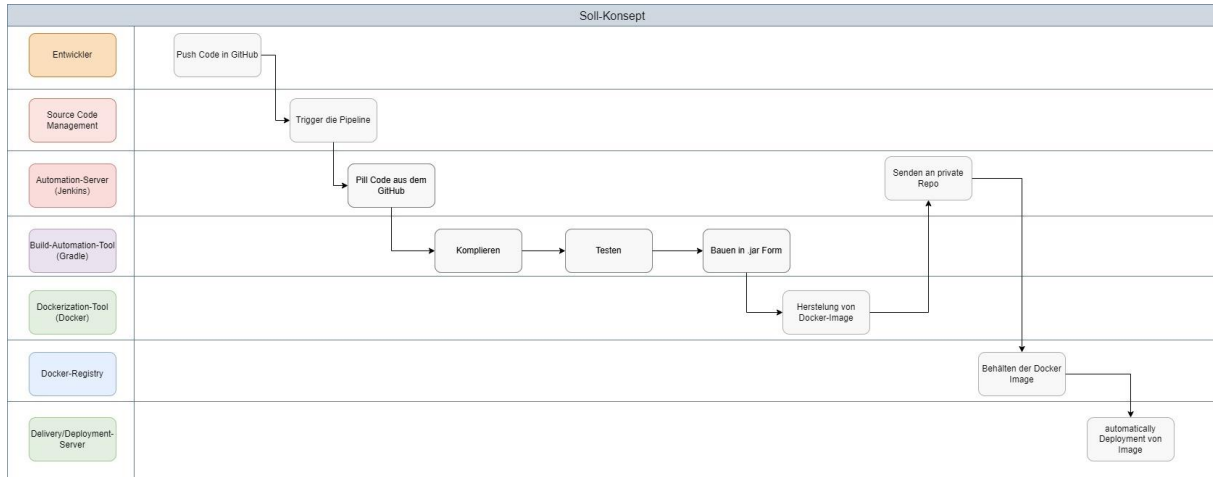 Soll-Konsept
Entwickler
Push Code in GitHub
Source Code
Management
Trigger die Pipeline
Automation-Server
(Jenkins)
Pill Code aus dem
GitHub
Senden an private
Repo
Build-Automation-Tool
(Gradle)
Komplieren
Testen
Bauen in .jar Form
Dockerization-Tool
(Docker)
Herstelung von
Docker-Image
Docker-Registry
Behälten der Docker
Image
Delivery/Deployment-
Server
automatically
Deployment von
Image